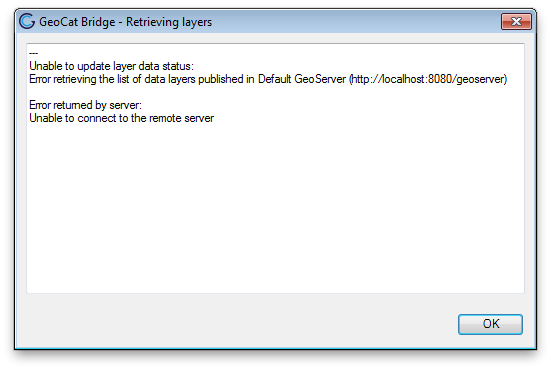 GeoCat Bridge - Retrieving layers
---
Unable to update layer data status:
Error retrieving the list of data layers published in Default GeoServer (http://localhost:8080/geoserver)
Error returned by server:
Unable to connect to the remote server
OK